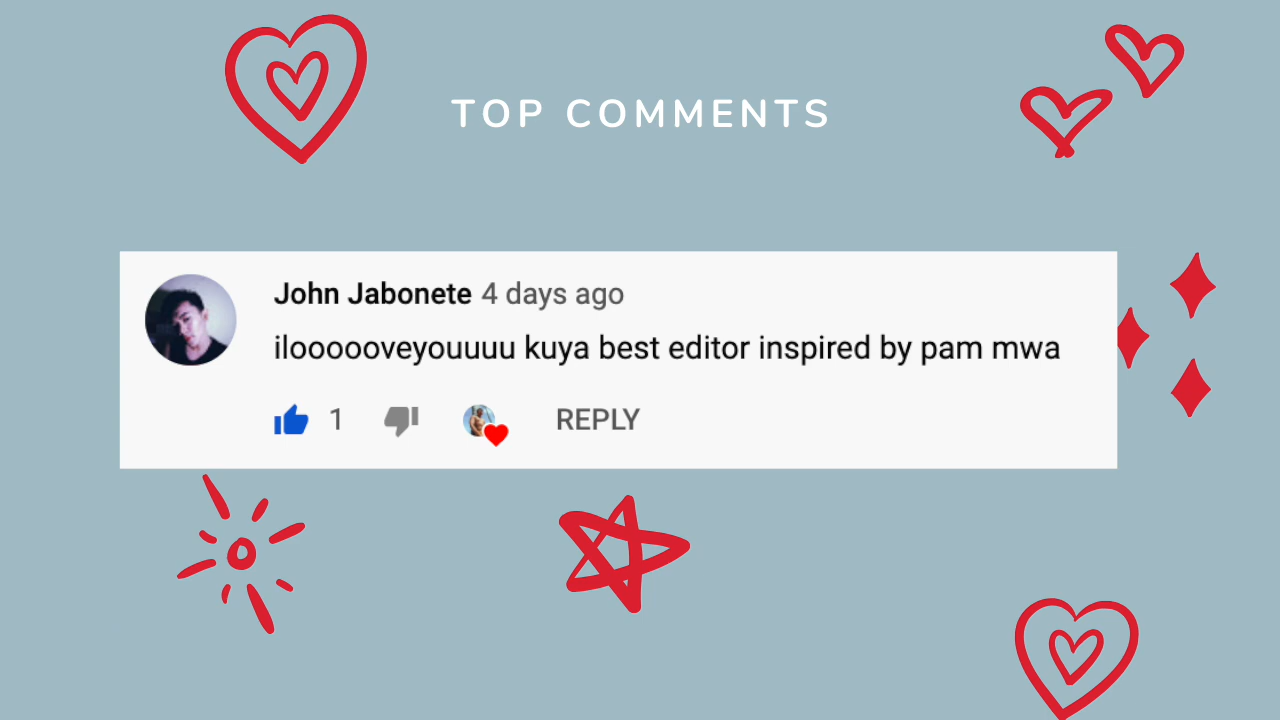 TOP COMMENTS
John Jabonete 4 days ago
iloooooveyouuuu kuya best editor inspired by pam mwa
1 REPLY